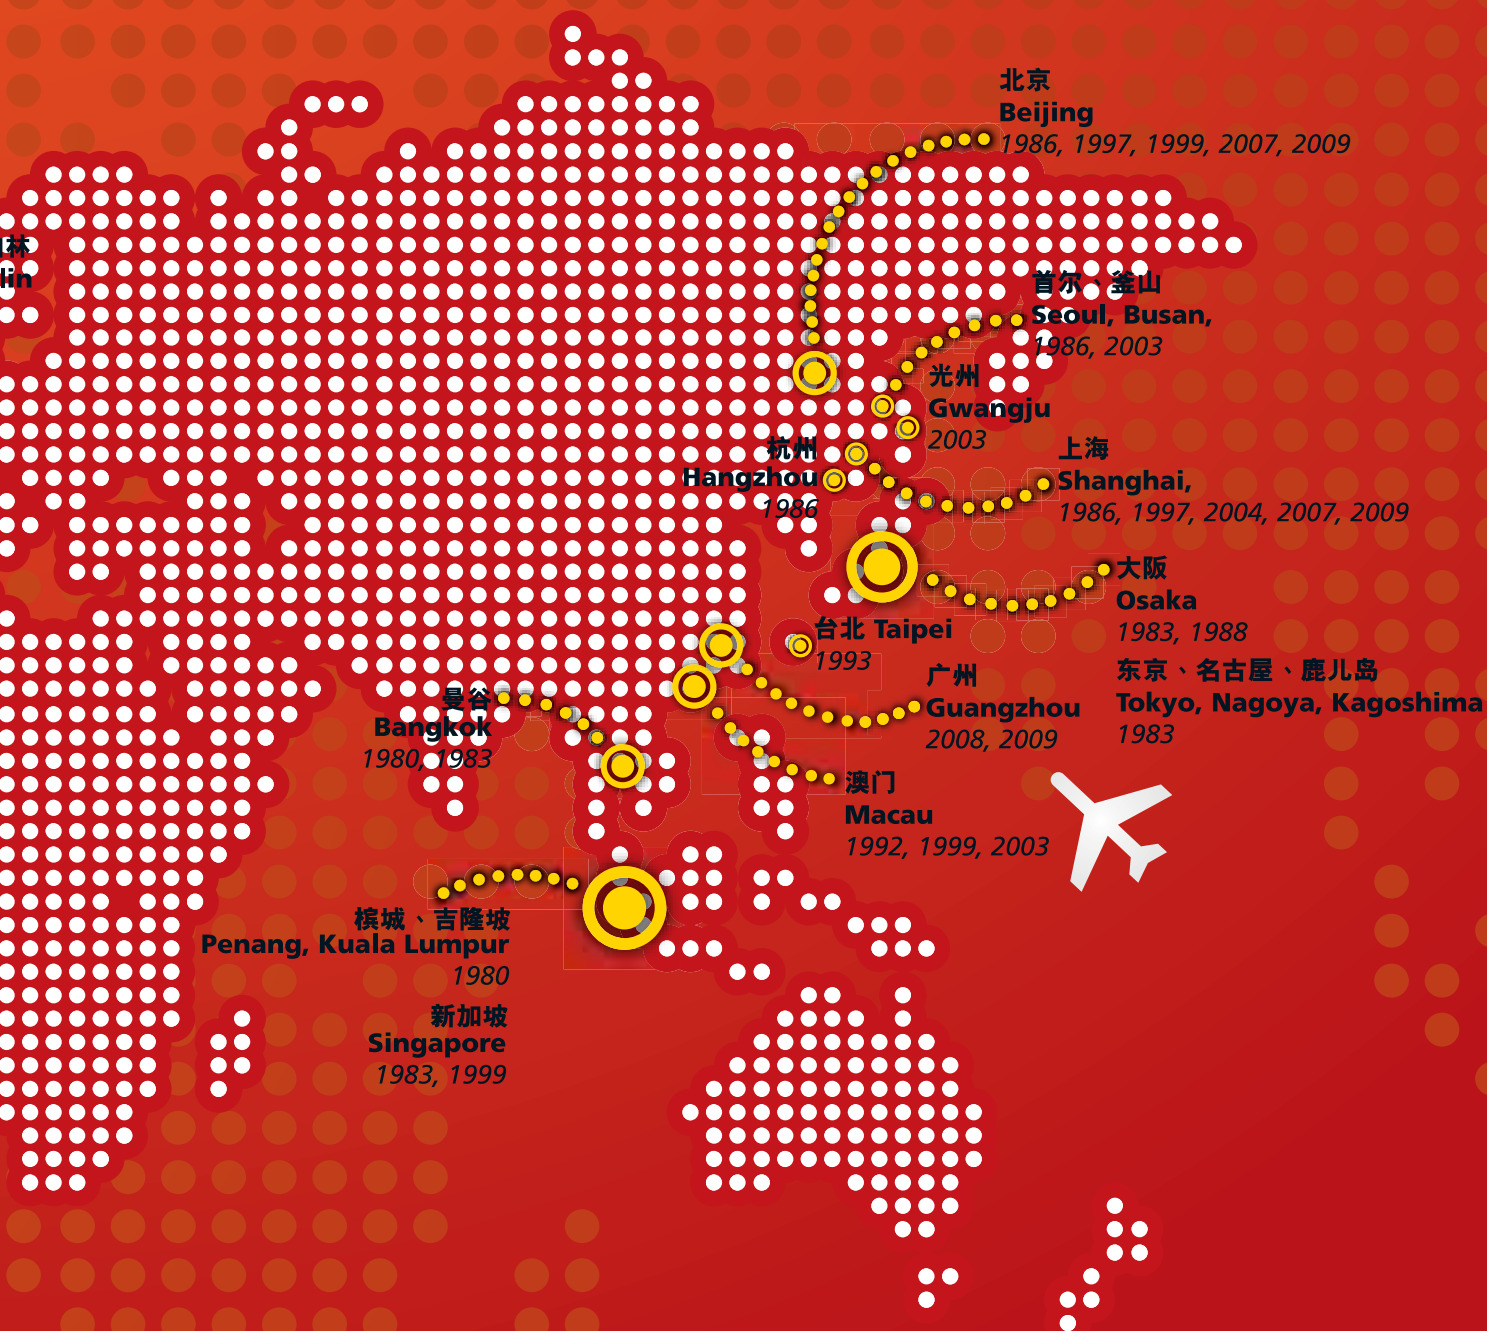 北京
Beijing
1986, 1997, 1999, 2007, 2009
林
lin
首尔、釜山
Seoul, Busan,
1986, 2003
光州
Gwangju
2003
杭州
Hangzhou
1986
上海
Shanghai,
1986, 1997, 2004, 2007, 2009
大阪
Osaka
1983, 1988
台北 Taipei
1993
东京、名古屋、鹿儿岛
Tokyo, Nagoya, Kagoshima
1983
广州
Guangzhou
2008, 2009
曼谷
Bangkok
1980, 1983
澳门
Macau
1992, 1999, 2003
槟城、吉隆坡
Penang, Kuala Lumpur
1980
新加坡
Singapore
1983, 1999